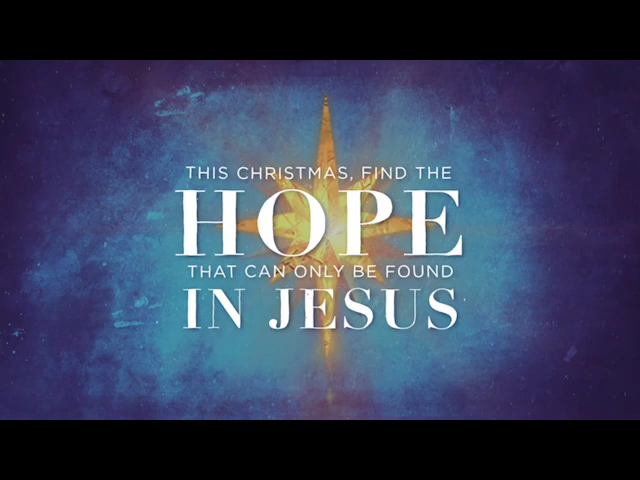 THIS CHRISTMAS, FIND THE
HOPE
THAT CAN ONLY BE FOUND
IN JESUS